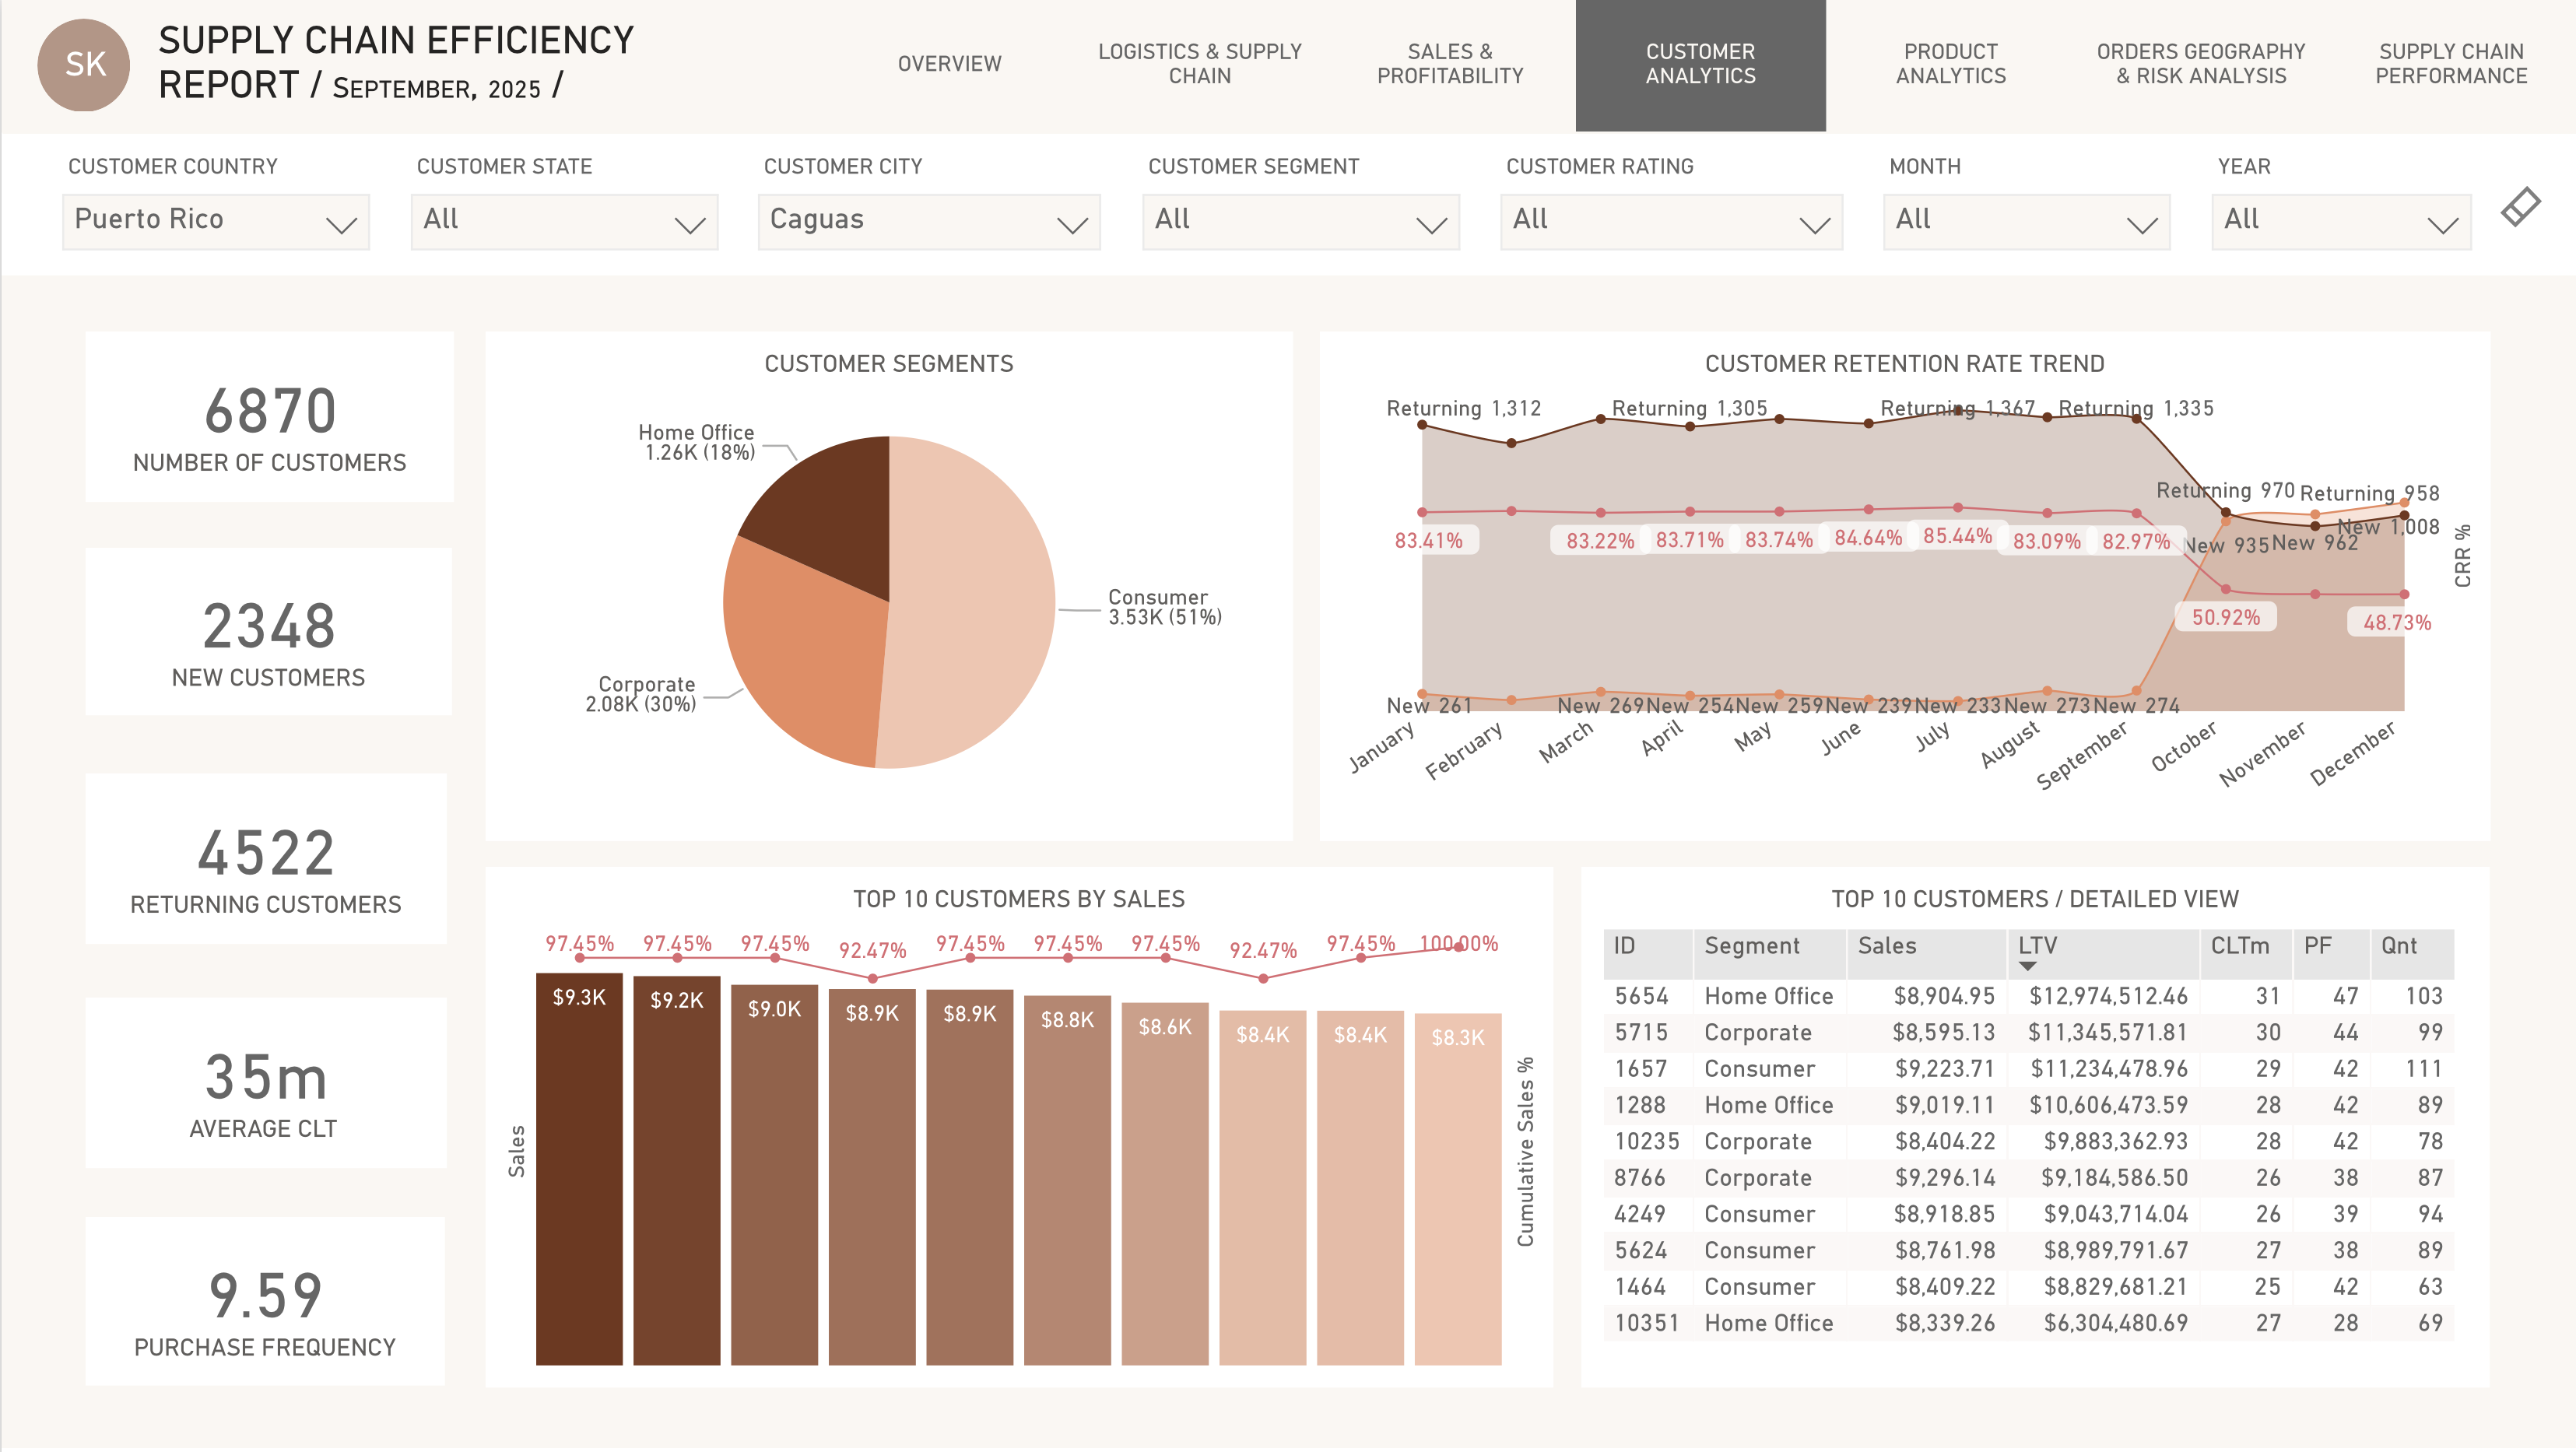 SK
SUPPLY CHAIN EFFICIENCY
REPORT / SEPTEMBER, 2025 /
OVERVIEW
LOGISTICS & SUPPLY
CHAIN
SALES &
PROFITABILITY
CUSTOMER
ANALYTICS
PRODUCT
ANALYTICS
ORDERS GEOGRAPHY
& RISK ANALYSIS
SUPPLY CHAIN
PERFORMANCE
CUSTOMER COUNTRY
Puerto Rico
CUSTOMER STATE
All
CUSTOMER CITY
Caguas
CUSTOMER SEGMENT
All
CUSTOMER RATING
All
MONTH
All
YEAR
All
6870
NUMBER OF CUSTOMERS
2348
NEW CUSTOMERS
4522
RETURNING CUSTOMERS
35m
AVERAGE CLT
9.59
PURCHASE FREQUENCY
CUSTOMER SEGMENTS
Home Office
1.26K (18%)
Consumer
3.53K (51%)
Corporate
2.08K (30%)
CUSTOMER RETENTION RATE TREND
Returning 1,312
Returning 1,305
Returning 1,367
Returning 1,335
Returning 970
Returning 958
83.41%
83.22%
83.71%
83.74%
84.64%
85.44%
83.09%
82.97%
New 935
New 962
New 1,008
50.92%
48.73%
CRR %
New 261
New 269
New 254
New 259
New 239
New 233
New 273
New 274
January
February
March
April
May
June
July
August
September
October
November
December
TOP 10 CUSTOMERS BY SALES
97.45%
97.45%
97.45%
92.47%
97.45%
97.45%
97.45%
92.47%
97.45%
100.00%
$9.3K
$9.2K
$9.0K
$8.9K
$8.9K
$8.8K
$8.6K
$8.4K
$8.4K
$8.3K
Sales
Cumulative Sales %
TOP 10 CUSTOMERS / DETAILED VIEW
ID Segment Sales LTV CLTm PF Qnt
5654 Home Office $8,904.95 $12,974,512.46 31 47 103
5715 Corporate $8,595.13 $11,345,571.81 30 44 99
1657 Consumer $9,223.71 $11,234,478.96 29 42 111
1288 Home Office $9,019.11 $10,606,473.59 28 42 89
10235 Corporate $8,404.22 $9,883,362.93 28 42 78
8766 Corporate $9,296.14 $9,184,586.50 26 38 87
4249 Consumer $8,918.85 $9,043,714.04 26 39 94
5624 Consumer $8,761.98 $8,989,791.67 27 38 89
1464 Consumer $8,409.22 $8,829,681.21 25 42 63
10351 Home Office $8,339.26 $6,304,480.69 27 28 69